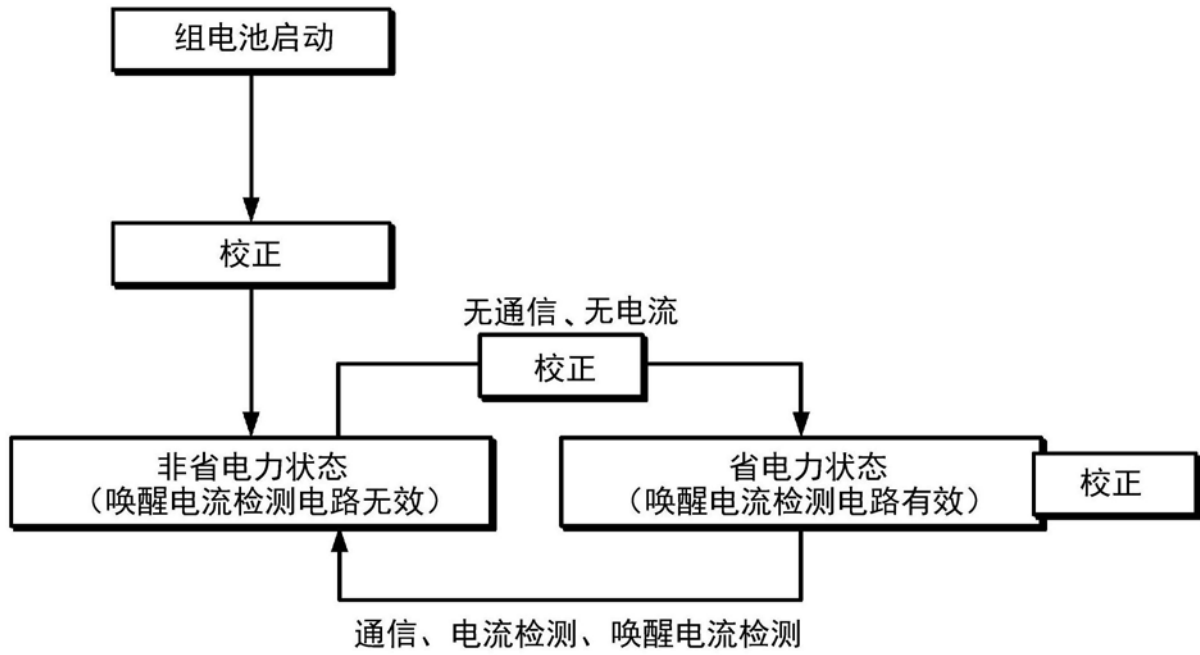 组电池启动
校正
无通信、无电流
校正
非省电力状态
（唤醒电流检测电路无效）
省电力状态
（唤醒电流检测电路有效）
校正
通信、电流检测、唤醒电流检测